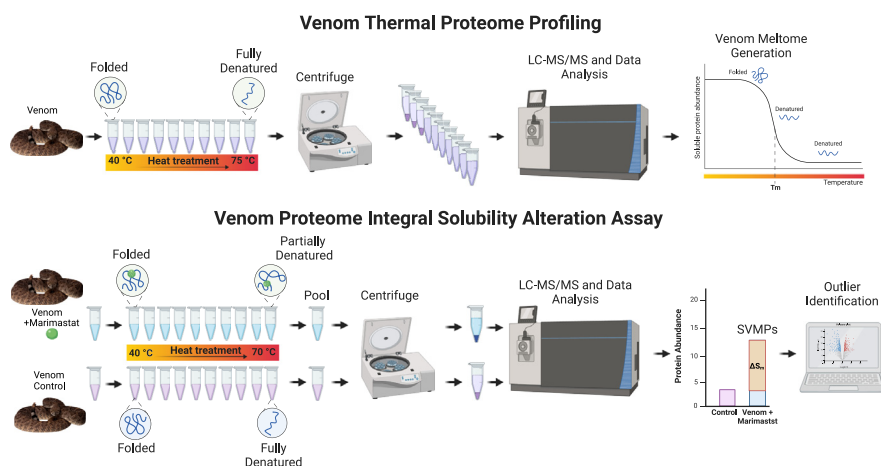 Venom Thermal Proteome Profiling
Folded
Fully
Denatured
Venom
40 °C
Heat treatment
75 °C
Centrifuge
LC-MS/MS and Data
Analysis
Venom Meltome
Generation
Soluble protein abundance
Folded
Denatured
Denatured
Tm
Temperature
Venom Proteome Integral Solubility Alteration Assay
Folded
Partially
Denatured
Venom
+Marimastat
40 °C
Heat treatment
70 °C
Pool
Centrifuge
LC-MS/MS and Data
Analysis
Venom
Control
Folded
Fully
Denatured
Protein Abundance
20
15
10
5
0
SVMPs
ΔSm
Control
Venom +
Marimastst
Outlier
Identification